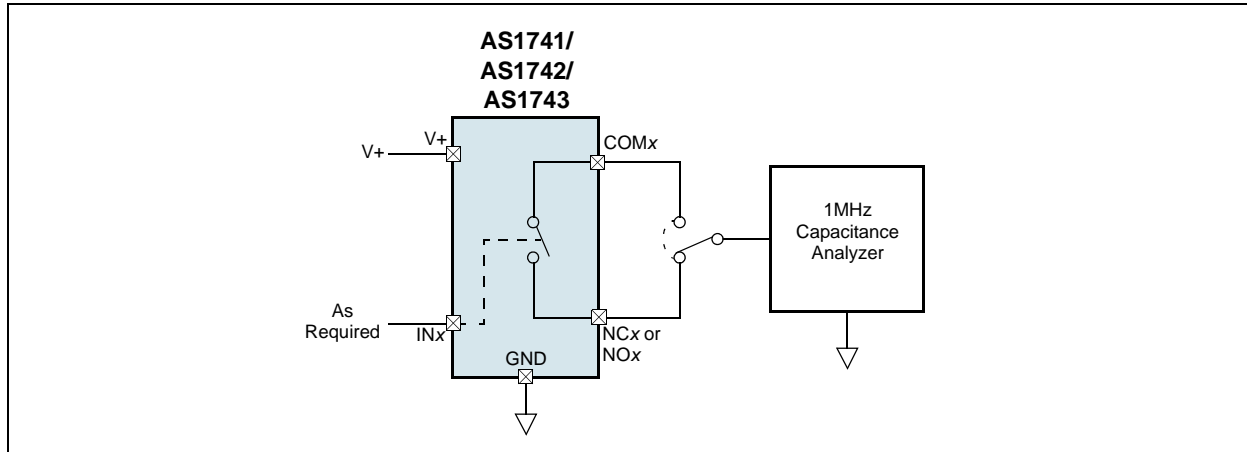 AS1741/
AS1742/
AS1743
V+
V+
COMx
1MHz
Capacitance
Analyzer
As
Required
INx
GND
NCx or
NOx